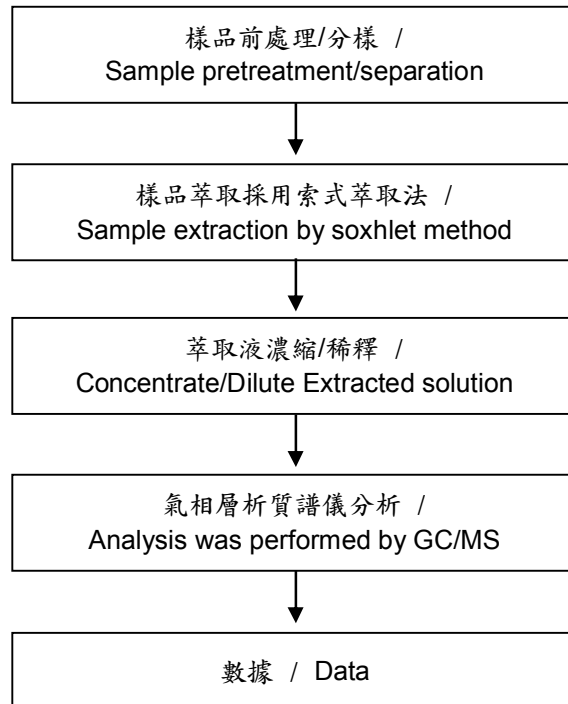 樣品前處理/分樣 /
Sample pretreatment/separation
樣品萃取採用索式萃取法 /
Sample extraction by soxhlet method
萃取液濃縮/稀釋 /
Concentrate/Dilute Extracted solution
氣相層析質譜儀分析 /
Analysis was performed by GC/MS
數據 / Data